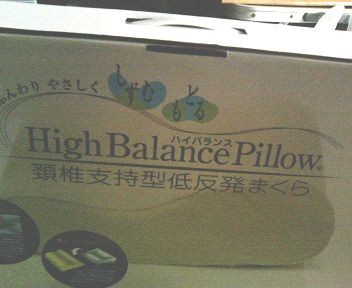 ふんわり やさしく
しずむ
もどる
ハイバランス
High Balance Pillow®
頚椎支持型低反発まくら